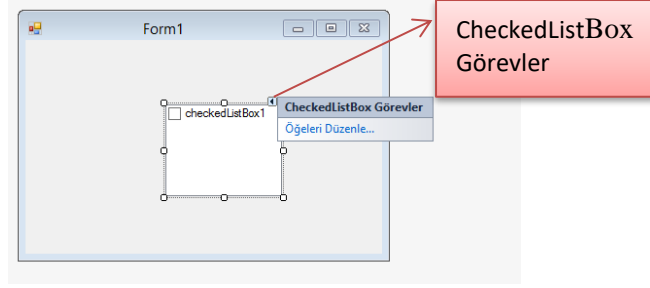 Form1
CheckedListBox
Görevler
checkedListBox1
CheckedListBox Görevler
Öğeleri Düzenle...